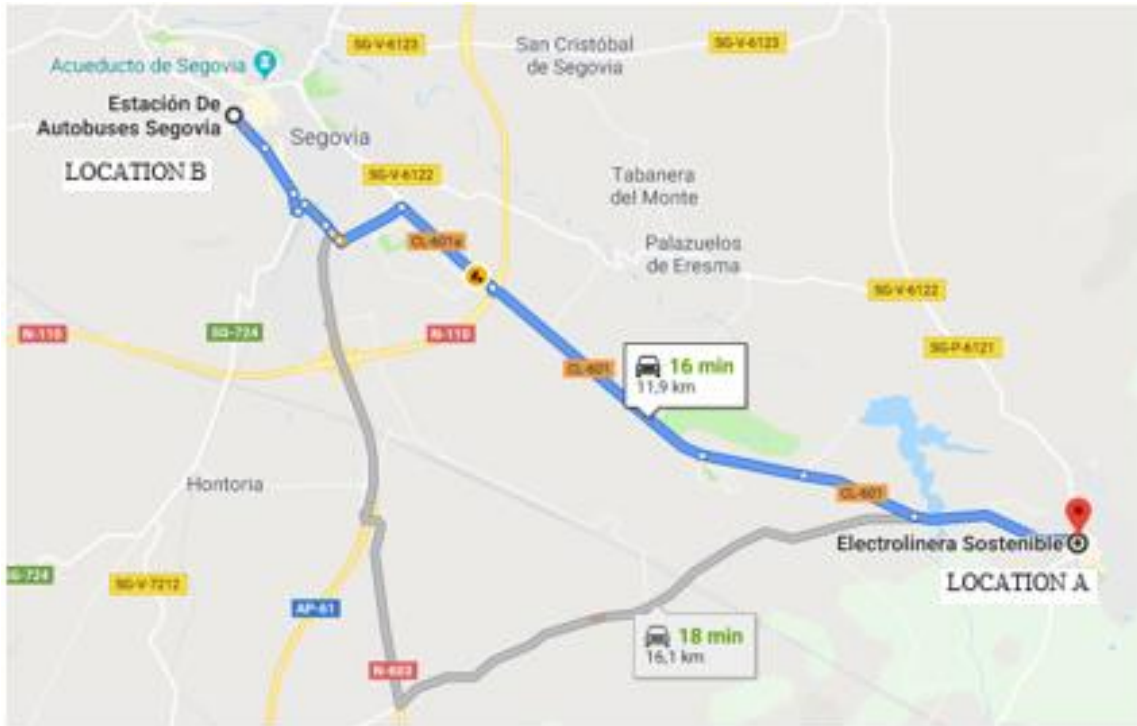 SG-V-6123
San Cristóbal
de Segovia
SG-V-6123
Acueducto de Segovia
Estación De
Autobuses Segovia
Segovia
LOCATION B
SG-V-6122
Tabanera
del Monte
CL-601a
Palazuelos
de Eresma
SG-V-6122
N-110
SG-724
N-110
SG-P-6121
CL-601
16 min
11,9 km
Hontoria
CL-601
Electrolinera Sostenible
SG-724
SG-V-7212
LOCATION A
AP-61
18 min
16,1 km
N-603